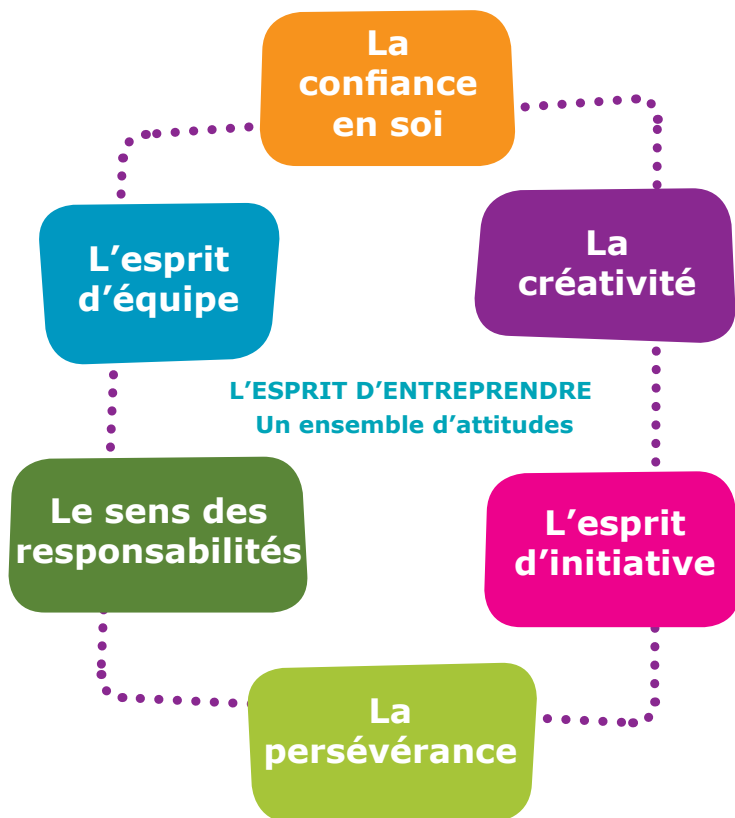 La
confiance
en soi
La
créativité
L’esprit
d’équipe
L’ESPRIT D’ENTREPRENDRE
Un ensemble d’attitudes
Le sens des
responsabilités
L’esprit
d’initiative
La
persévérance